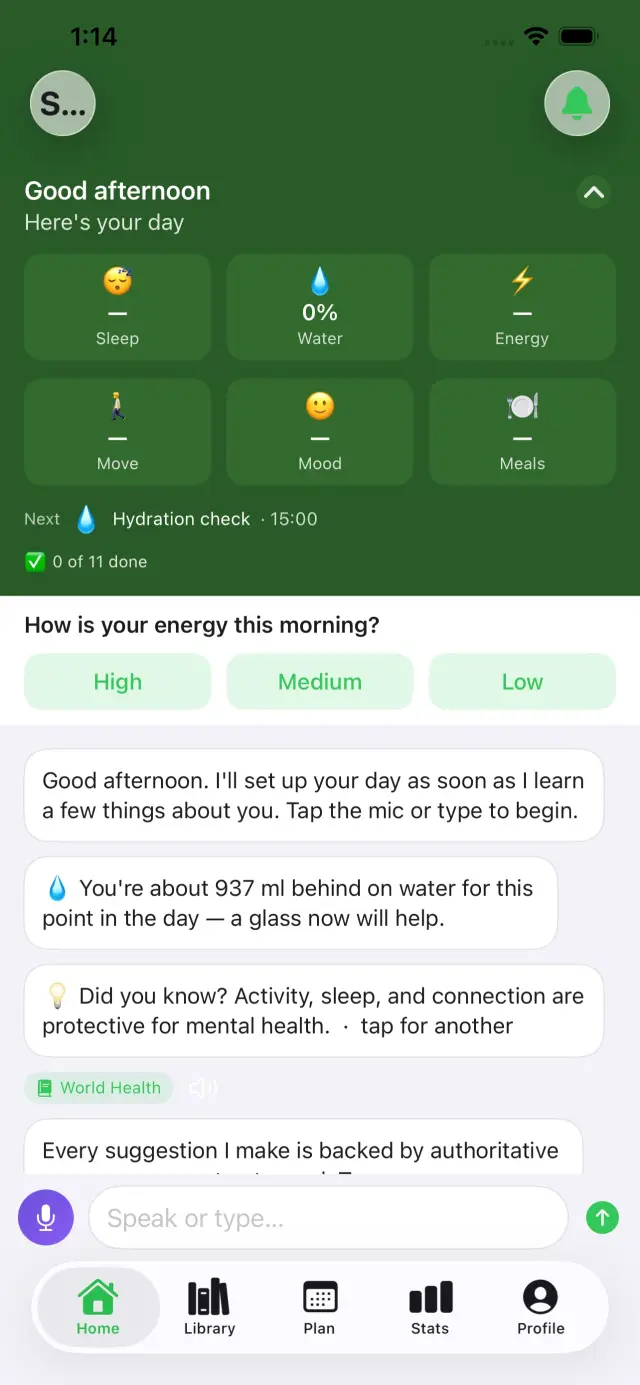 1:14
S...
Good afternoon
Here's your day
—
Sleep
0%
Water
—
Energy
—
Move
—
Mood
—
Meals
Next 💧 Hydration check · 15:00
✅ 0 of 11 done
How is your energy this morning?
High
Medium
Low
Good afternoon. I'll set up your day as soon as I learn
a few things about you. Tap the mic or type to begin.
💧 You're about 937 ml behind on water for this
point in the day — a glass now will help.
💡 Did you know? Activity, sleep, and connection are
protective for mental health. · tap for another
World Health
Every suggestion I make is backed by authoritative
Speak or type...
Home
Library
Plan
Stats
Profile